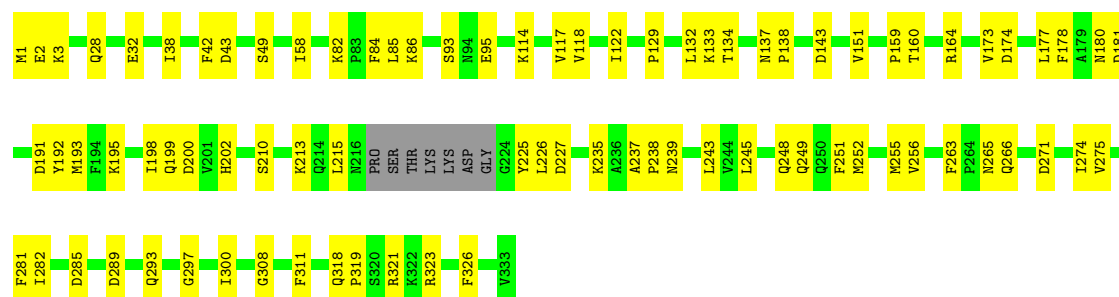 M1 E2 K3 Q28 E32 I38 F42 D43 S49 I58 K82 P83 F84 L85 K86 S93 N94 E95 K114 V117 V118 I122 P129 L132 K133 T134 N137 P138 D143 V151 P159 T160 R164 V173 D174 L177 F178 A179 N180 D181
D191 Y192 M193 F194 K195 I198 Q199 D200 V201 H202 S210 K213 Q214 L215 N216 PRO SER THR LYS LYS ASP GLY G224 Y225 L226 D227 K235 A236 A237 P238 N239 L243 V244 L245 Q248 Q249 Q250 F251 M252 M255 V256 F263 P264 N265 Q266 D271 I274 V275
F281 I282 D285 D289 Q293 G297 I300 G308 F311 Q318 P319 S320 R321 K322 R323 F326 V333